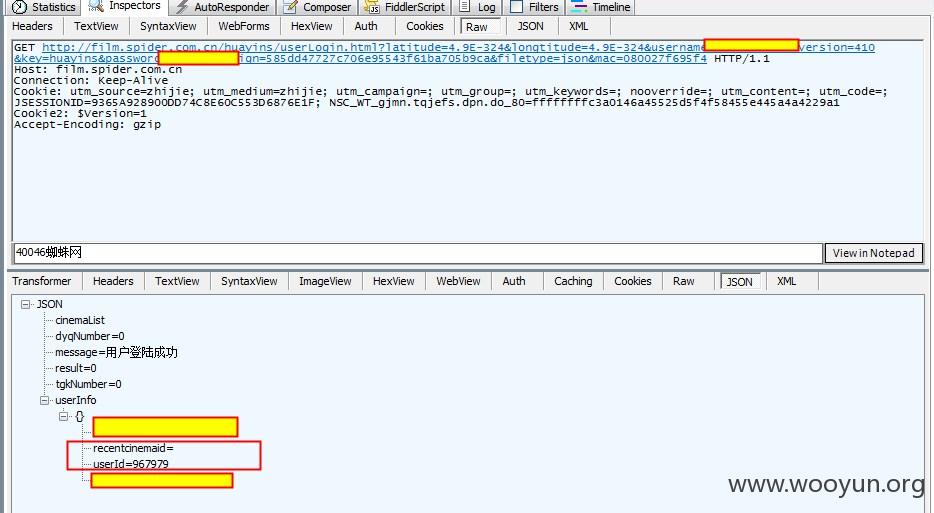 Statistics Inspectors AutoResponder Composer FiddlerScript Log Filters Timeline
Headers TextView SyntaxView WebForms HexView Auth Cookies Raw JSON XML
GET http://film.spider.com.cn/huayins/userLogin.html?latitude=4.9E-324&longtitude=4.9E-324&username version=410
&key=huayins&password ign=585dd47727c706e95543f61ba705b9ca&filetype=json&mac=080027f695f4 HTTP/1.1
Host: film.spider.com.cn
Connection: Keep-Alive
Cookie: utm_source=zhijie; utm_medium=zhijie; utm_campaign=; utm_group=; utm_keywords=; nooverride=; utm_content=; utm_code=;
JSESSIONID=9365A928900DD74C8E60C553D6876E1F; NSC_WT_gjmn.tqjefs.dpn.do_80=ffffffffc3a0146a45525d5f4f58455e445a4a4229a1
Cookie2: $Version=1
Accept-Encoding: gzip
40046蜘蛛网 View in Notepad
Transformer Headers TextView SyntaxView ImageView HexView WebView Auth Caching Cookies Raw JSON XML
JSON
cinemaList
dyqNumber=0
message=用户登陆成功
result=0
tgkNumber=0
userInfo
{}
recentcinemaid=
userId=967979
www.wooyun.org